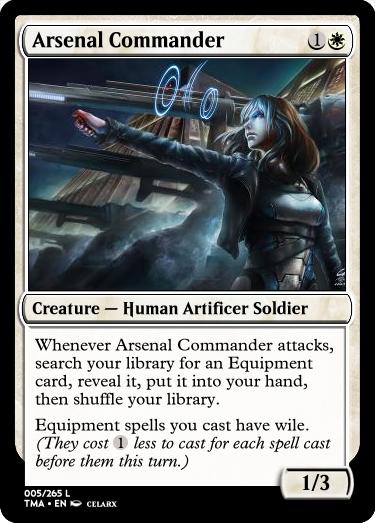 Arsenal Commander 1
Creature — Human Artificer Soldier
Whenever Arsenal Commander attacks,
search your library for an Equipment
card, reveal it, put it into your hand,
then shuffle your library.
Equipment spells you cast have wile.
(They cost 1 less to cast for each spell cast
before them this turn.)
1/3
005/265 L
TMA • EN CELARX